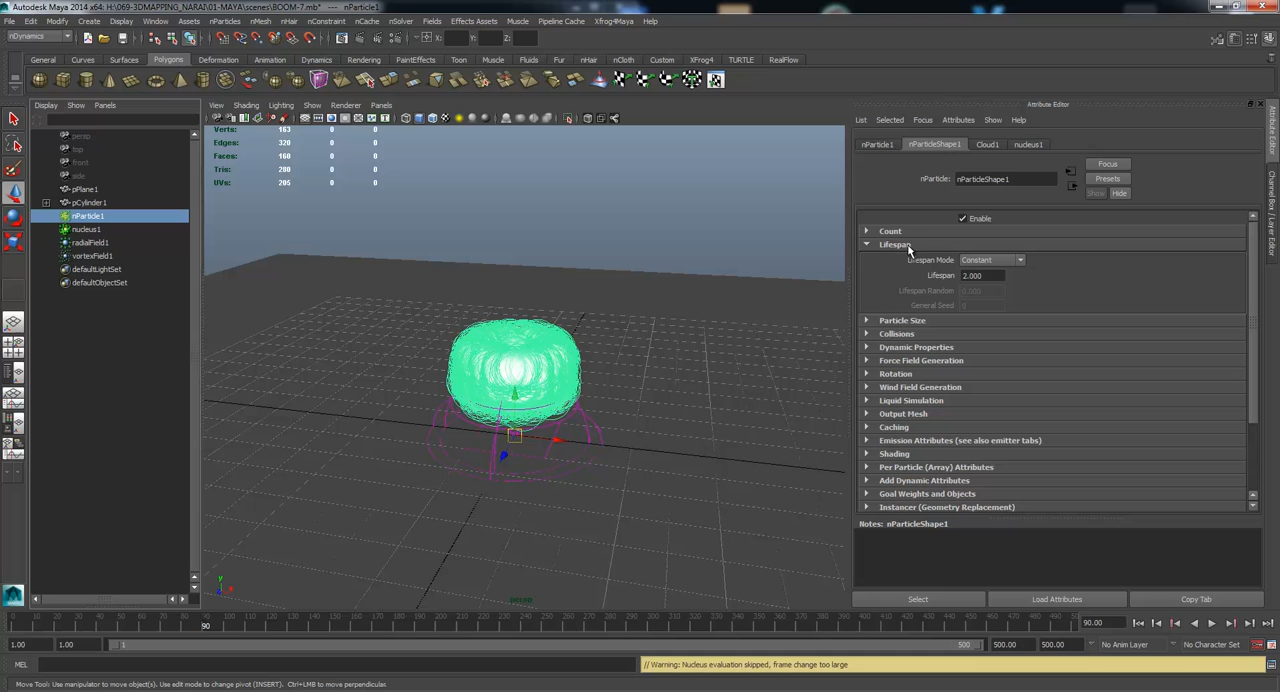 Autodesk Maya 2014 x64: H:\069-3DMAPPING_NARAI\01-MAYA\scenes\BOOM-7.mb* --- nParticle1
File Edit Modify Create Display Window Assets nParticles nMesh nHair nConstraint nCache nSolver Fields Effects Assets Muscle Pipeline Cache Xfrog4Maya Help
nDynamics X: Y: Z:
General Curves Surfaces Polygons Deformation Animation Dynamics Rendering PaintEffects Toon Muscle Fluids Fur nHair nCloth Custom XFrog4 TURTLE RealFlow
Display Show Panels
View Shading Lighting Show Renderer Panels
Verts: 163 0 0
Edges: 320 0 0
Faces: 160 0 0
Tris: 280 0 0
UVs: 205 0 0
persp
top
front
side
pPlane1
pCylinder1
nParticle1
nucleus1
radialField1
vortexField1
defaultLightSet
defaultObjectSet
y
persp
Attribute Editor
List Selected Focus Attributes Show Help
nParticle1 nParticleShape1 Cloud1 nucleus1
Focus
nParticle: nParticleShape1 Presets
Show Hide
Enable
Count
Lifespan
Lifespan Mode Constant
Lifespan 2.000
Lifespan Random 0.000
General Seed 0
Particle Size
Collisions
Dynamic Properties
Force Field Generation
Rotation
Wind Field Generation
Liquid Simulation
Output Mesh
Caching
Emission Attributes (see also emitter tabs)
Shading
Per Particle (Array) Attributes
Add Dynamic Attributes
Goal Weights and Objects
Instancer (Geometry Replacement)
Notes: nParticleShape1
Select Load Attributes Copy Tab
Attribute Editor
Channel Box / Layer Editor
90
90.00
1.00 1.00 1 500 500.00 500.00 No Anim Layer No Character Set
MEL // Warning: Nucleus evaluation skipped, frame change too large
Move Tool: Use manipulator to move object(s). Use edit mode to change pivot (INSERT). Ctrl+LMB to move perpendicular.